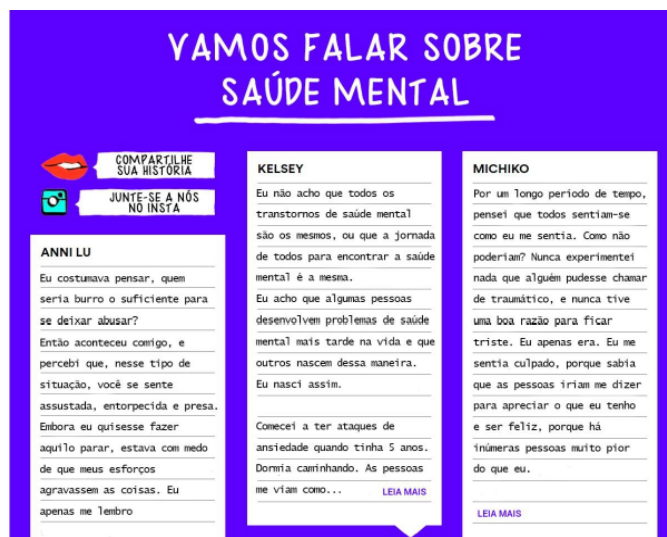 VAMOS FALAR SOBRE
SAÚDE MENTAL
COMPARTILHE
SUA HISTÓRIA
JUNTE-SE A NÓS
NO INSTA
ANNI LU
Eu costumava pensar, quem
seria burro o suficiente para
se deixar abusar?
Então aconteceu comigo, e
percebi que, nesse tipo de
situação, você se sente
assustada, entorpecida e presa.
Embora eu quisesse fazer
aquilo parar, estava com medo
de que meus esforços
agravassem as coisas. Eu
apenas me lembro
KELSEY
Eu não acho que todos os
transtornos de saúde mental
são os mesmos, ou que a jornada
de todos para encontrar a saúde
mental é a mesma.
Eu acho que algumas pessoas
desenvolvem problemas de saúde
mental mais tarde na vida e que
outros nascem dessa maneira.
Eu nasci assim.
Comecei a ter ataques de
ansiedade quando tinha 5 anos.
Dormia caminhando. As pessoas
me viam como... LEIA MAIS
MICHIKO
Por um longo período de tempo,
pensei que todos sentiam-se
como eu me sentia. Como não
poderiam? Nunca experimentei
nada que alguém pudesse chamar
de traumático, e nunca tive
uma boa razão para ficar
triste. Eu apenas era. Eu me
sentia culpado, porque sabia
que as pessoas iriam me dizer
para apreciar o que eu tenho
e ser feliz, porque há
inúmeras pessoas muito pior
do que eu.
LEIA MAIS